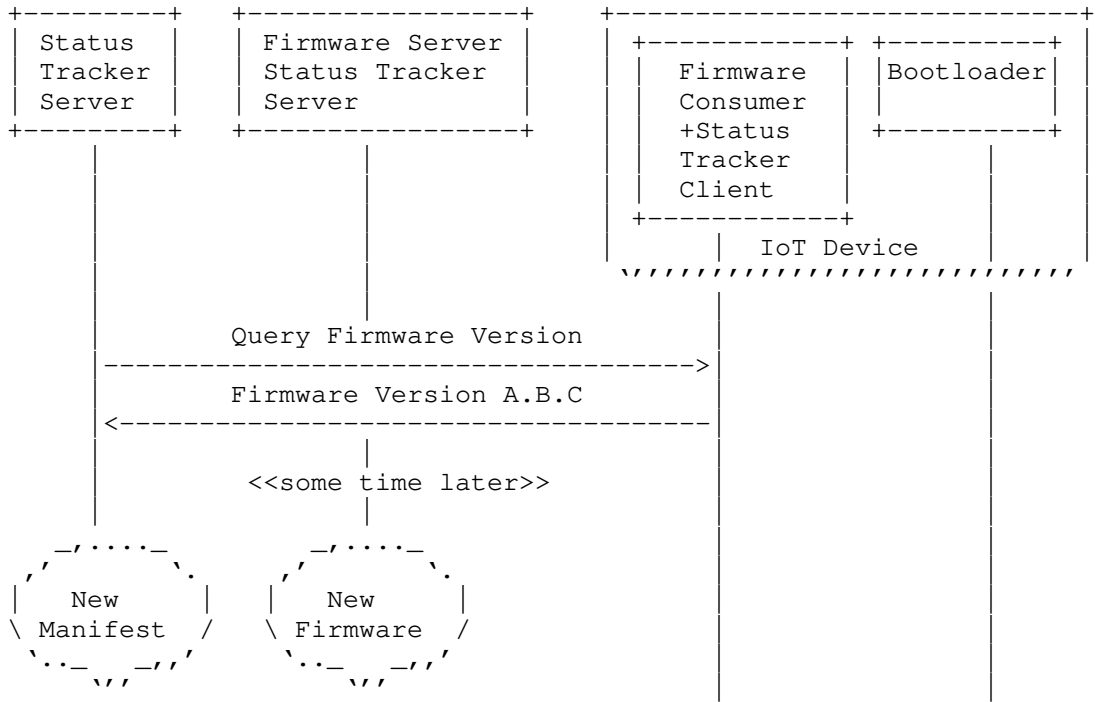 Status
Tracker
Server
Firmware Server
Status Tracker
Server
Firmware
Consumer
+Status
Tracker
Client
Bootloader
IoT Device
Query Firmware Version
Firmware Version A.B.C
<<some time later>>
New
Manifest
New
Firmware